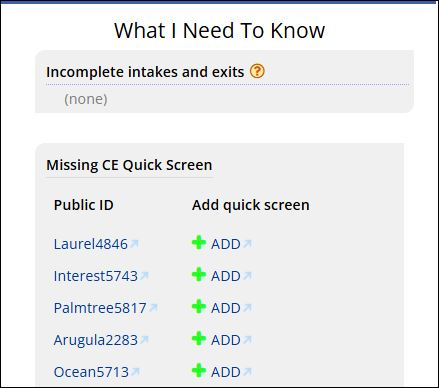 What I Need To Know
Incomplete intakes and exits ?
(none)
Missing CE Quick Screen
Public ID Add quick screen
Laurel4846 ADD
Interest5743 ADD
Palmtree5817 ADD
Arugula2283 ADD
Ocean5713 ADD